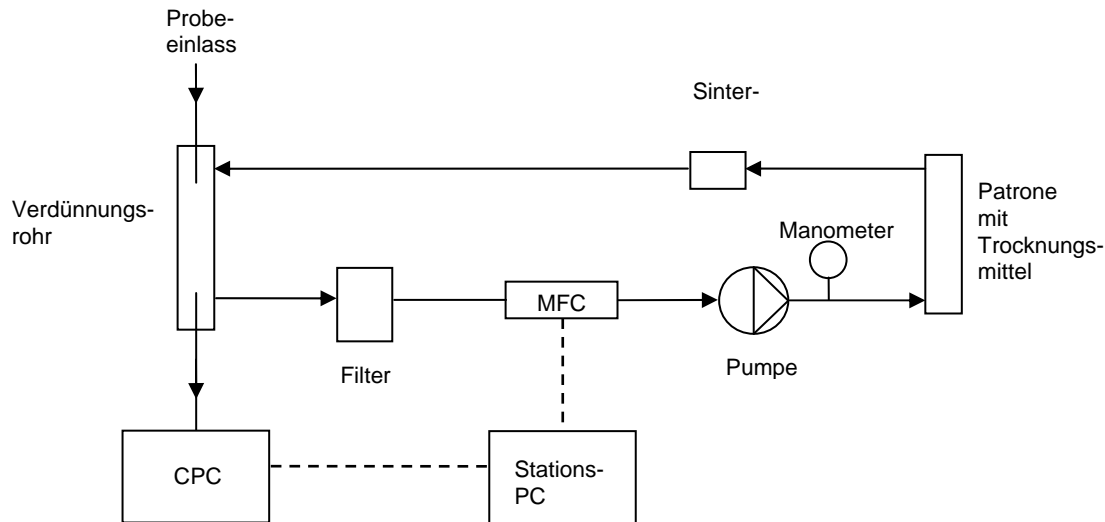 Probe-
einlass
Sinter-
Verdünnungs-
rohr
Patrone
mit
Trocknungs-
mittel
Manometer
MFC
Filter
Pumpe
CPC
Stations-
PC